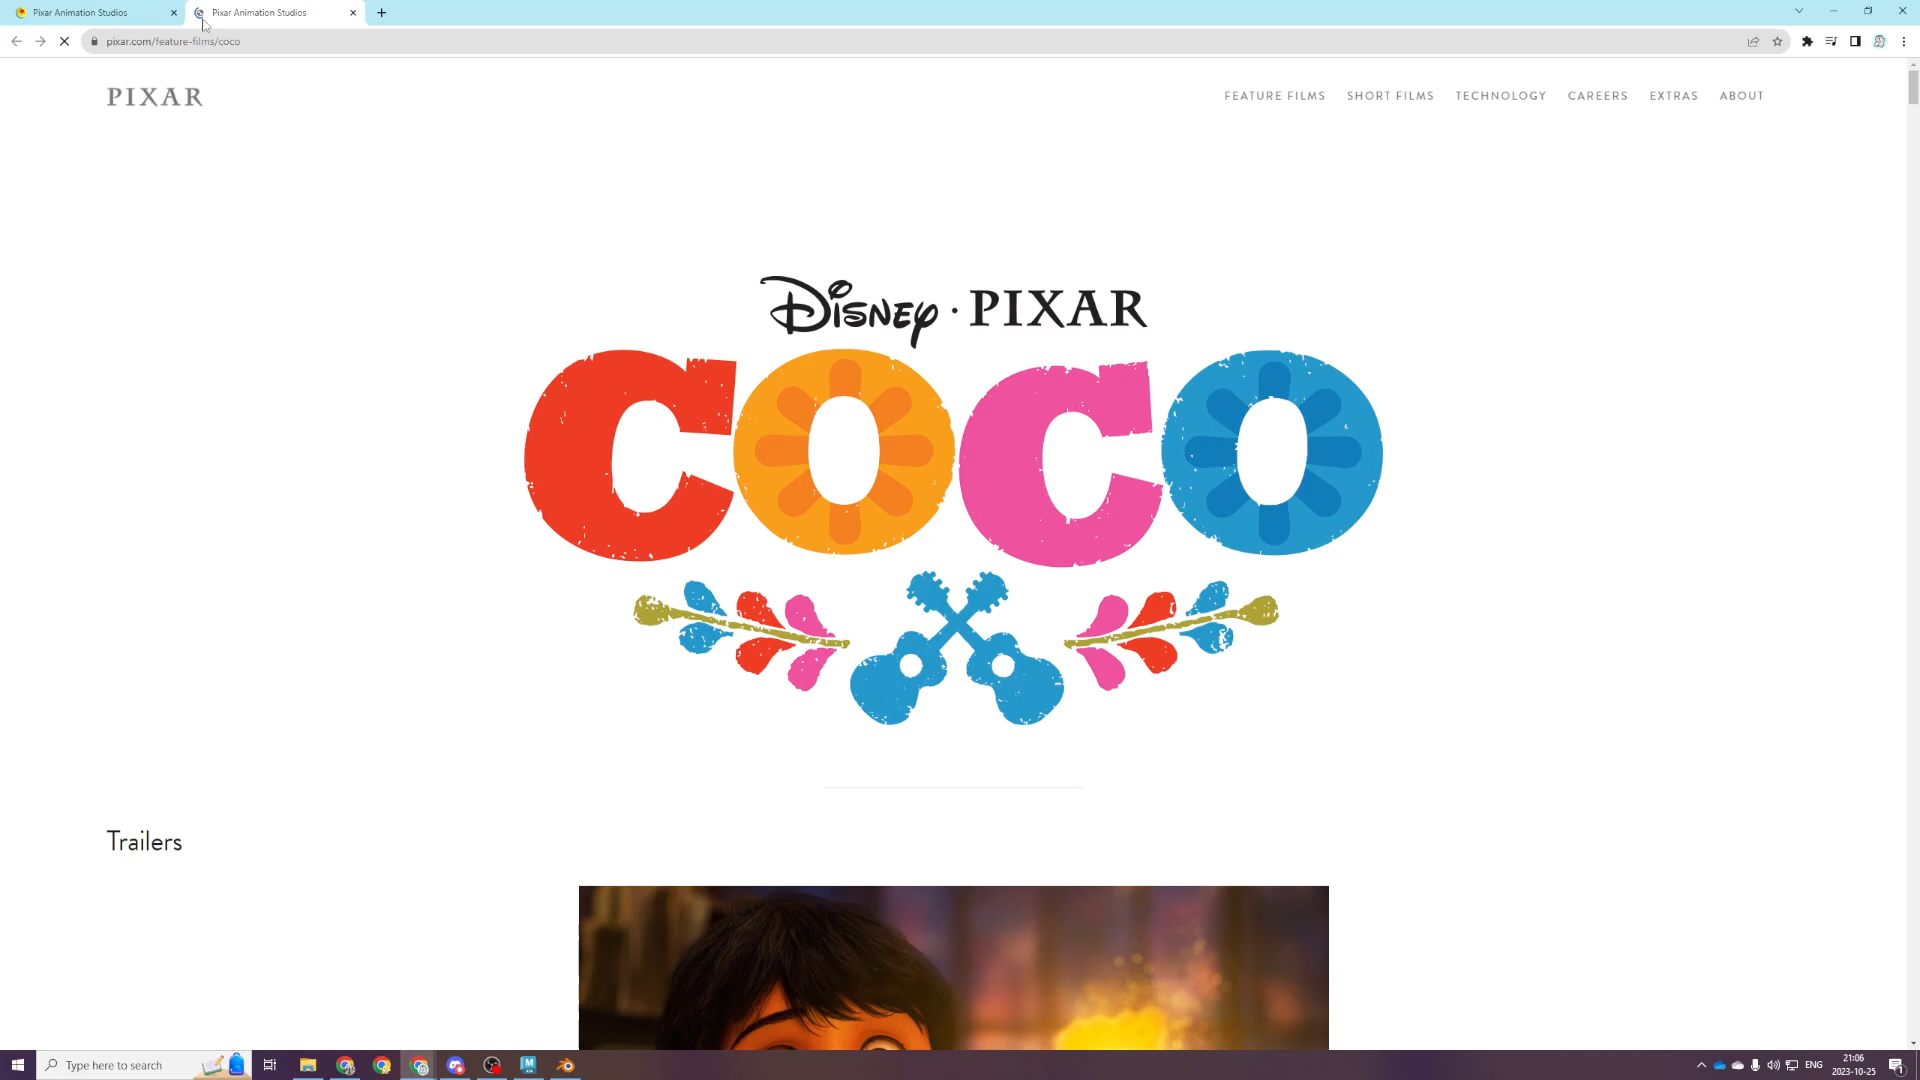 Pixar Animation Studios
Pixar Animation Studios
pixar.com/feature-films/coco
PIXAR
FEATURE FILMS
SHORT FILMS
TECHNOLOGY
CAREERS
EXTRAS
ABOUT
DISNEY · PIXAR
COCO
Trailers
Type here to search
ENG
21:06
2023-10-25